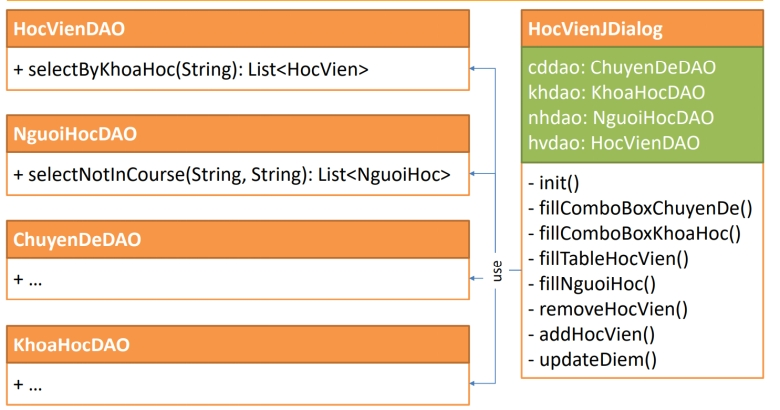 HocVienDAO
+ selectByKhoaHoc(String): List<HocVien>
NguoiHocDAO
+ selectNotInCourse(String, String): List<NguoiHoc>
ChuyenDeDAO
+ ...
KhoaHocDAO
+ ...
use
HocVienJDialog
cddao: ChuyenDeDAO
khdao: KhoaHocDAO
nhdao: NguoiHocDAO
hvdao: HocVienDAO
- init()
- fillComboBoxChuyenDe()
- fillComboBoxKhoaHoc()
- fillTableHocVien()
- fillNguoiHoc()
- removeHocVien()
- addHocVien()
- updateDiem()